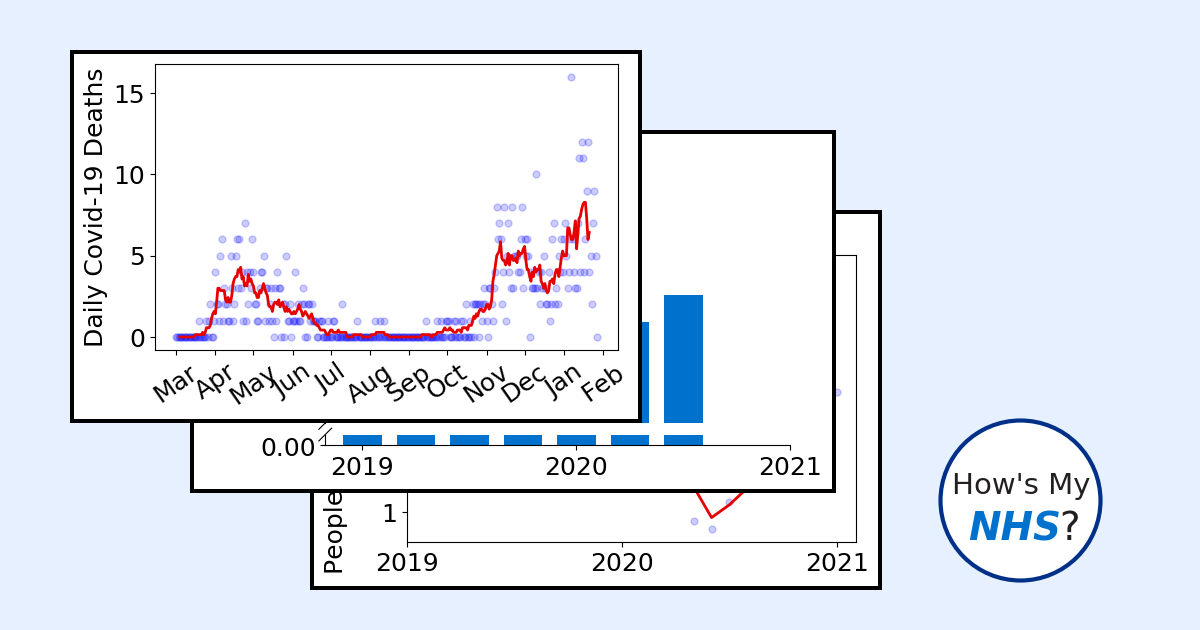 Daily Covid-19 Deaths
15
10
5
0
Mar Apr May Jun Jul Aug Sep Oct Nov Dec Jan Feb
0.00
2019 2020 2021
People
1
2019 2020 2021
How's My
NHS?